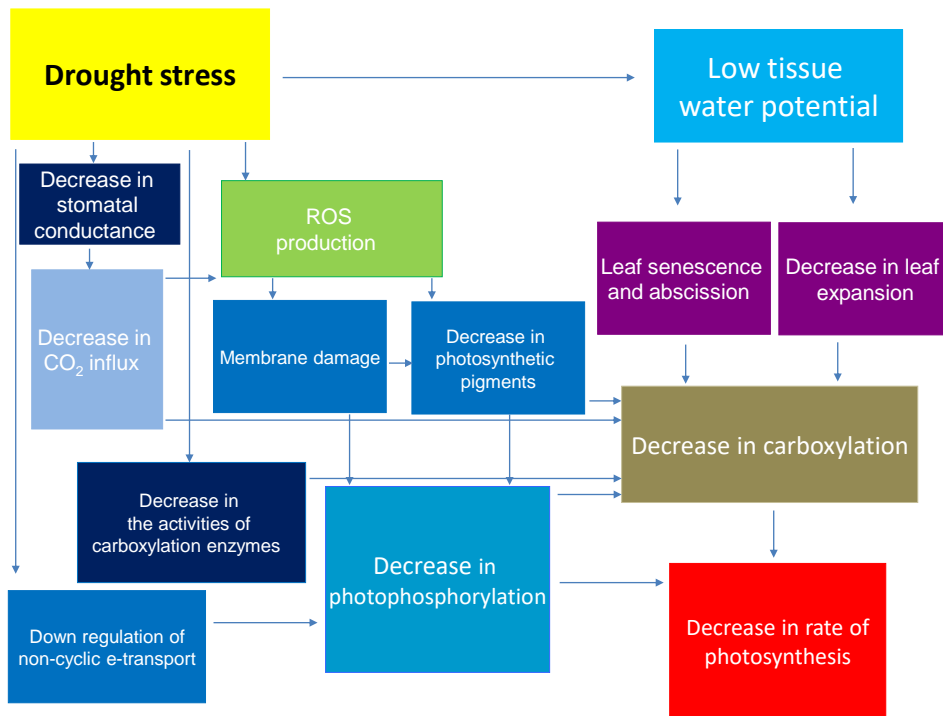 Drought stress
Low tissue
water potential
Decrease in
stomatal
conductance
ROS
production
Leaf senescence
and abscission
Decrease in leaf
expansion
Decrease in
CO₂ influx
Membrane damage
Decrease in
photosynthetic
pigments
Decrease in carboxylation
Decrease in
the activities of
carboxylation enzymes
Decrease in
photophosphorylation
Down regulation of
non-cyclic e-transport
Decrease in rate of
photosynthesis